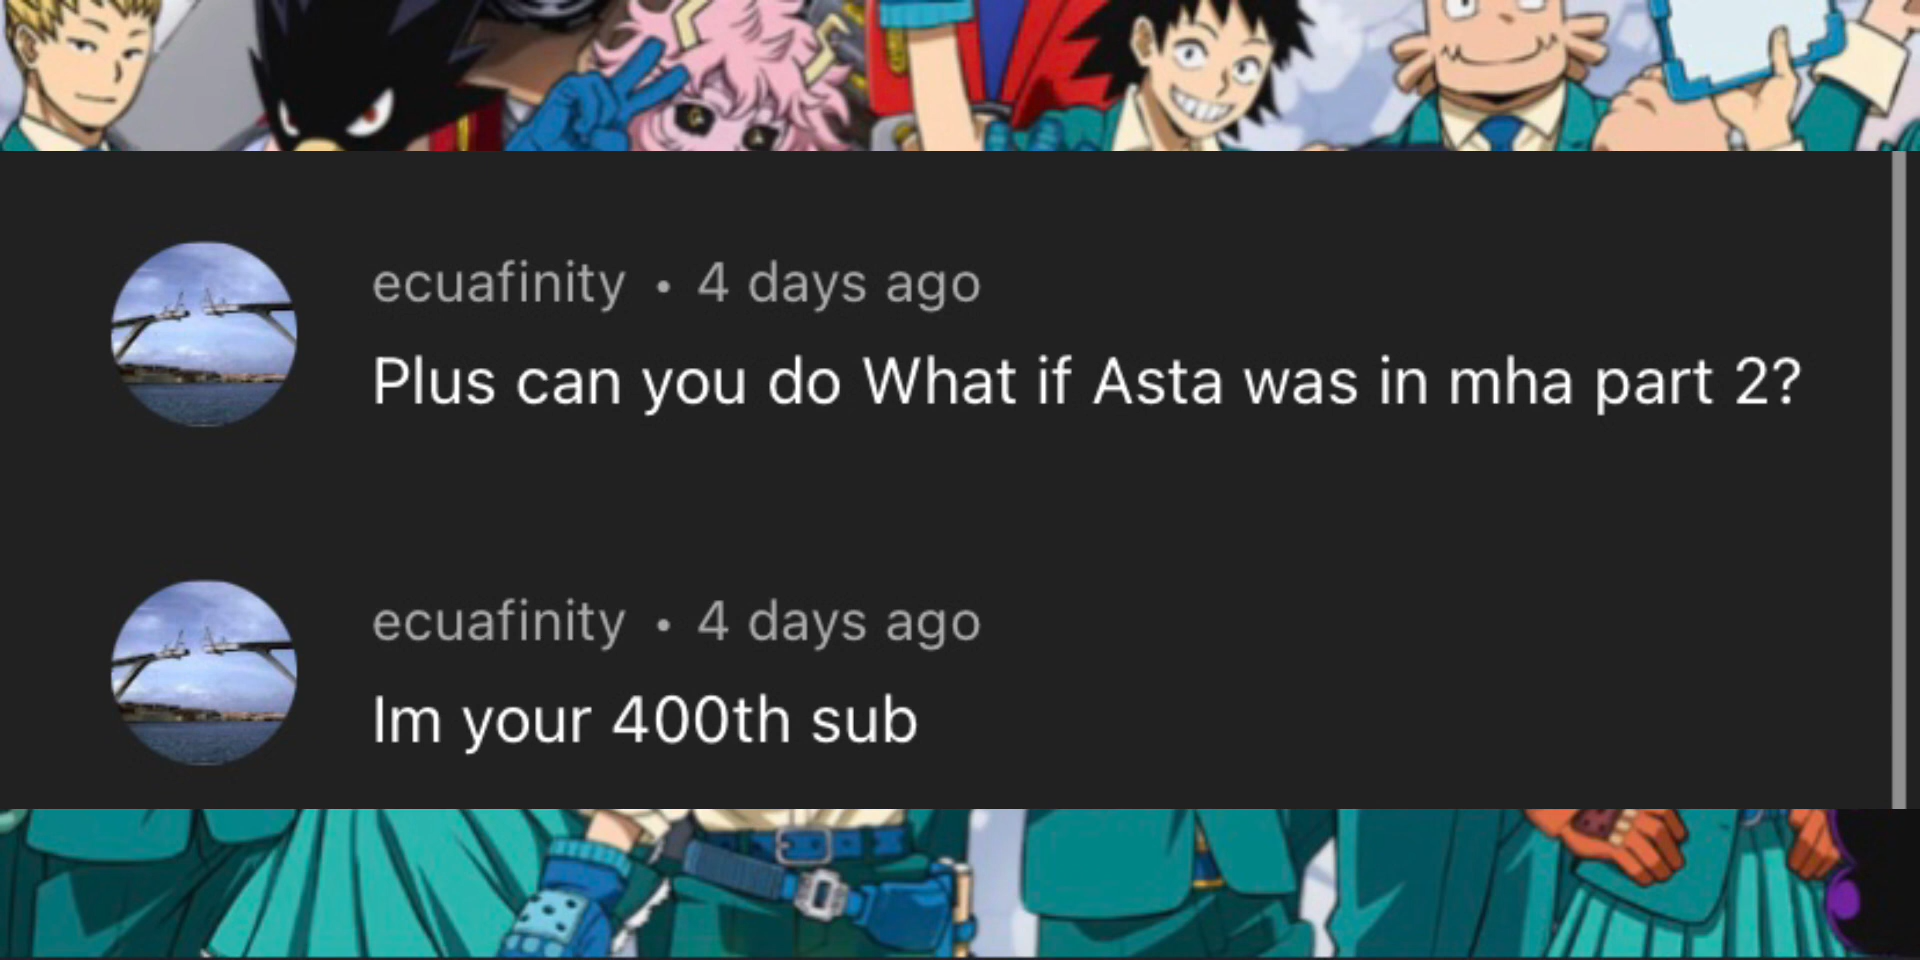 ecuafinity • 4 days ago
Plus can you do What if Asta was in mha part 2?
ecuafinity • 4 days ago
Im your 400th sub